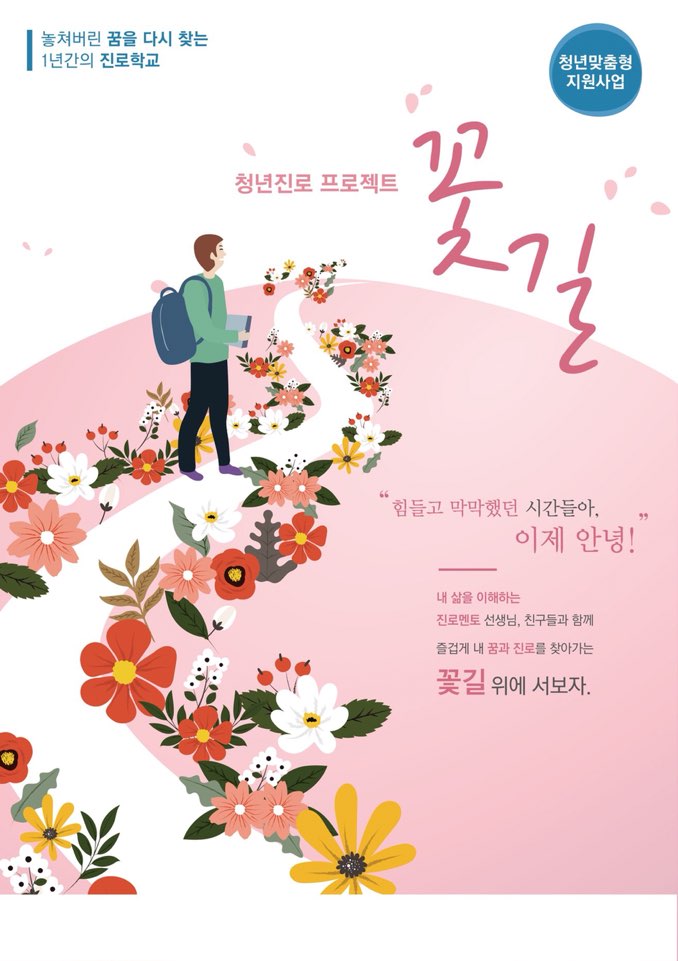 놓쳐버린 꿈을 다시 찾는
1년간의 진로학교
청년맞춤형
지원사업
청년진로 프로젝트
꽃길
“힘들고 막막했던 시간들아,
이제 안녕!”
내 삶을 이해하는
진로멘토 선생님, 친구들과 함께
즐겁게 내 꿈과 진로를 찾아가는
꽃길 위에 서보자.